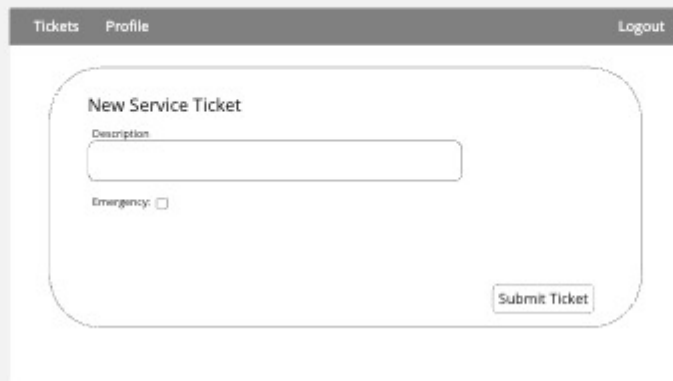 Tickets Profile Logout
New Service Ticket
Description
Emergency:
Submit Ticket